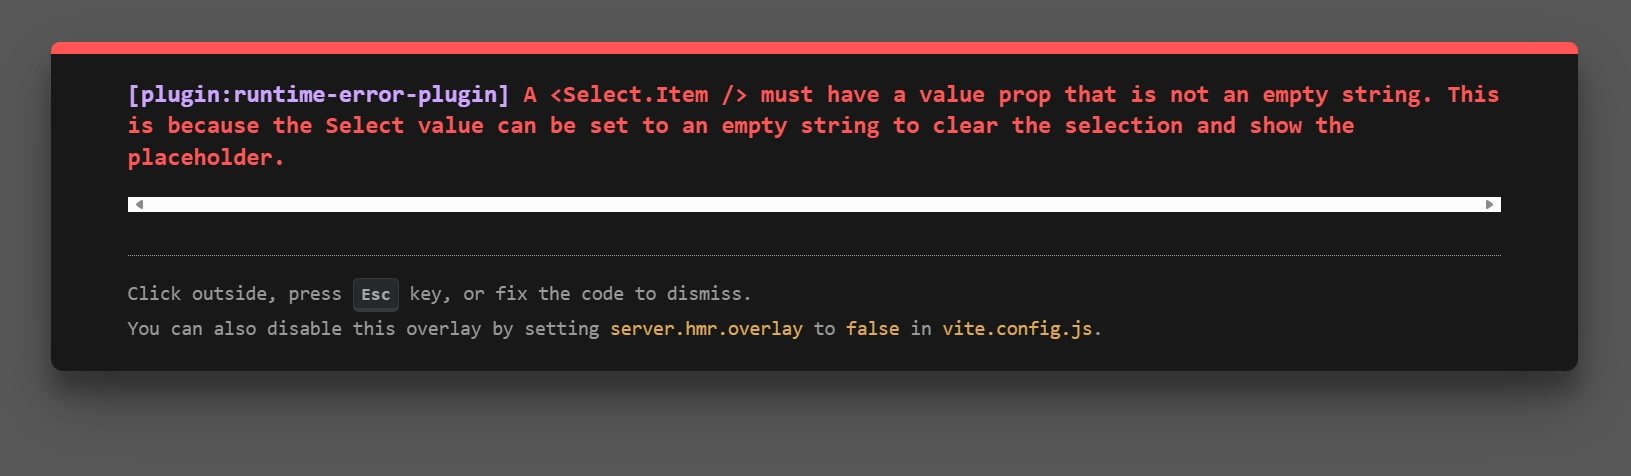 [plugin:runtime-error-plugin] A <Select.Item /> must have a value prop that is not an empty string. This
is because the Select value can be set to an empty string to clear the selection and show the
placeholder.
Click outside, press Esc key, or fix the code to dismiss.
You can also disable this overlay by setting server.hmr.overlay to false in vite.config.js.